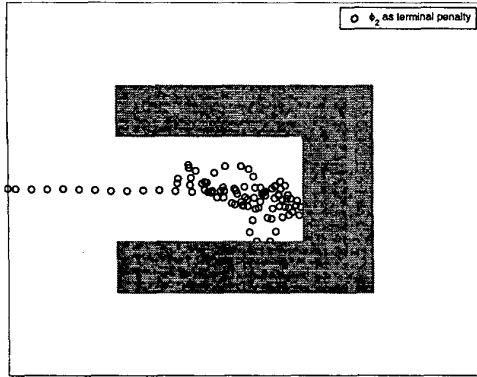 ϕ₂ as terminal penalty